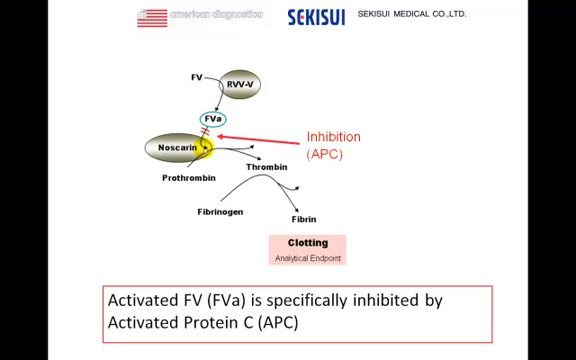 american diagnostica
SEKISUI
SEKISUI MEDICAL CO.,LTD.
FV
RVV-V
FVa
Inhibition
(APC)
Noscarin
Thrombin
Prothrombin
Fibrinogen
Fibrin
Clotting
Analytical Endpoint
Activated FV (FVa) is specifically inhibited by
Activated Protein C (APC)